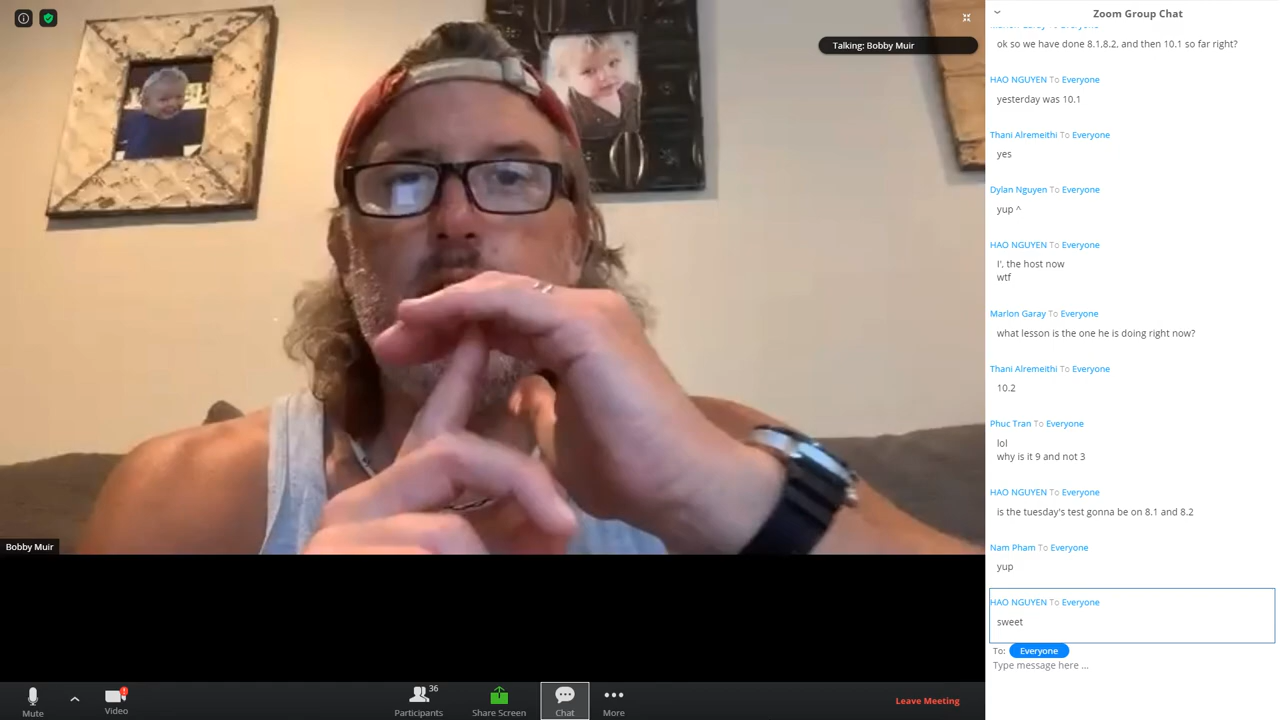 Talking: Bobby Muir
Bobby Muir
Mute
Video
36
Participants
Share Screen
Chat
More
Leave Meeting
Zoom Group Chat
ok so we have done 8.1,8.2, and then 10.1 so far right?
HAO NGUYEN To Everyone
yesterday was 10.1
Thani Alremeithi To Everyone
yes
Dylan Nguyen To Everyone
yup ^
HAO NGUYEN To Everyone
I', the host now
wtf
Marlon Garay To Everyone
what lesson is the one he is doing right now?
Thani Alremeithi To Everyone
10.2
Phuc Tran To Everyone
lol
why is it 9 and not 3
HAO NGUYEN To Everyone
is the tuesday's test gonna be on 8.1 and 8.2
Nam Pham To Everyone
yup
HAO NGUYEN To Everyone
sweet
To: Everyone
Type message here ...